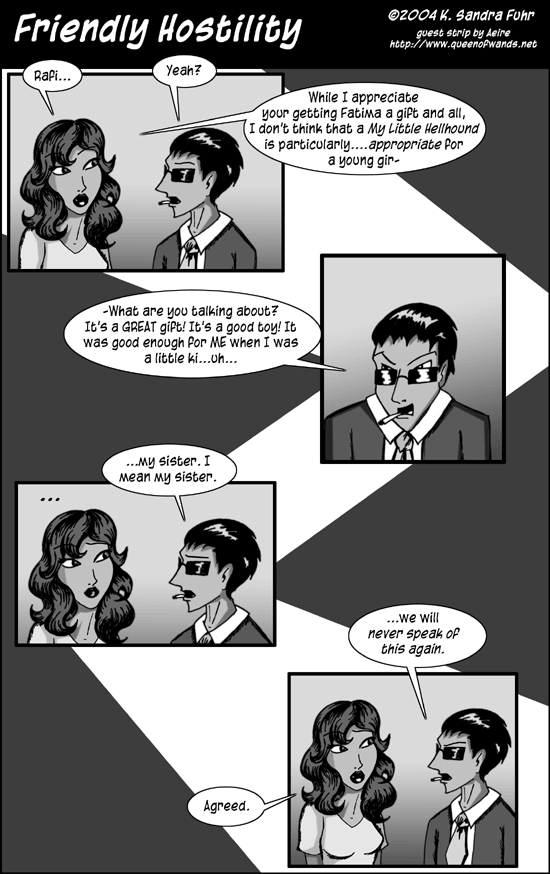 Friendly Hostility
©2004 K. Sandra Fuhr
guest strip by Aeire
http://www.queenofwands.net
Rafi...
Yeah?
While I appreciate
your getting Fatima a gift and all,
I don't think that a My Little Hellhound
is particularly....appropriate for
a young gir-
-What are you talking about?
It's a GREAT gift! It's a good toy! It
was good enough for ME when I was
a little ki...uh...
...my sister. I
mean my sister.
...
...we will
never speak of
this again.
Agreed.